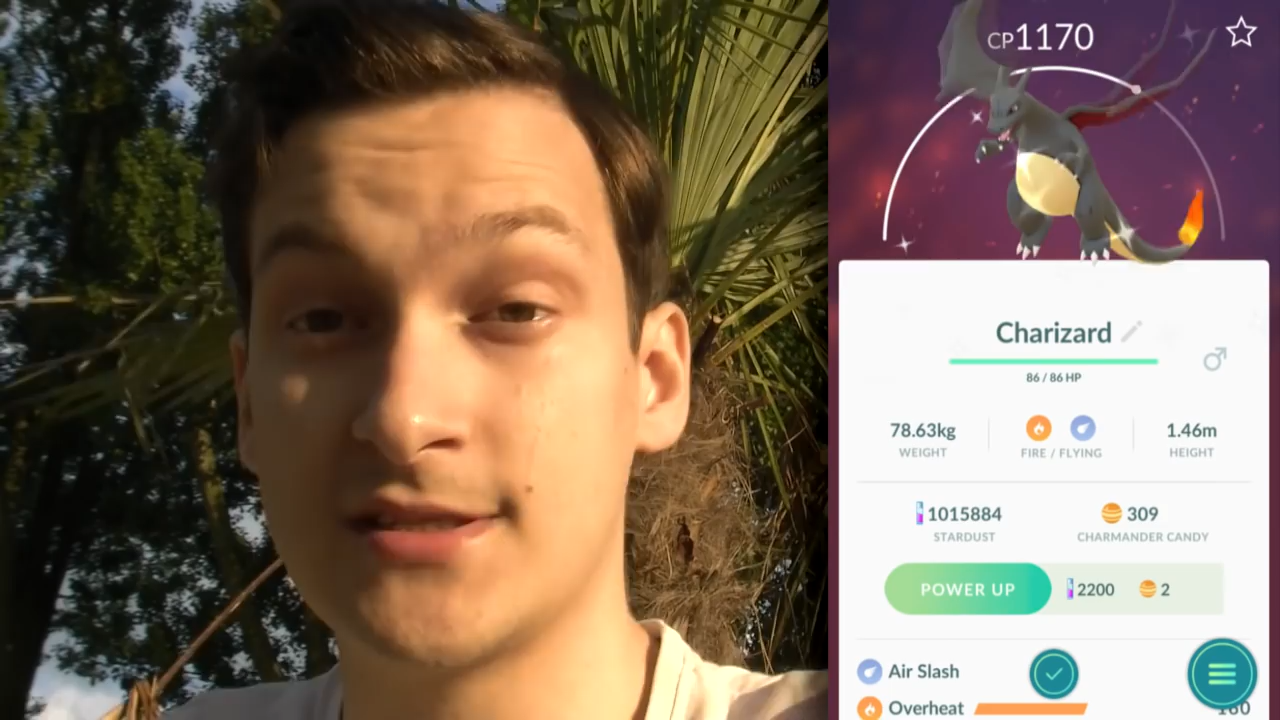 CP1170
Charizard
86 / 86 HP
78.63kg
WEIGHT
FIRE / FLYING
1.46m
HEIGHT
1015884
STARDUST
309
CHARMANDER CANDY
POWER UP
2200
2
Air Slash
Overheat
160